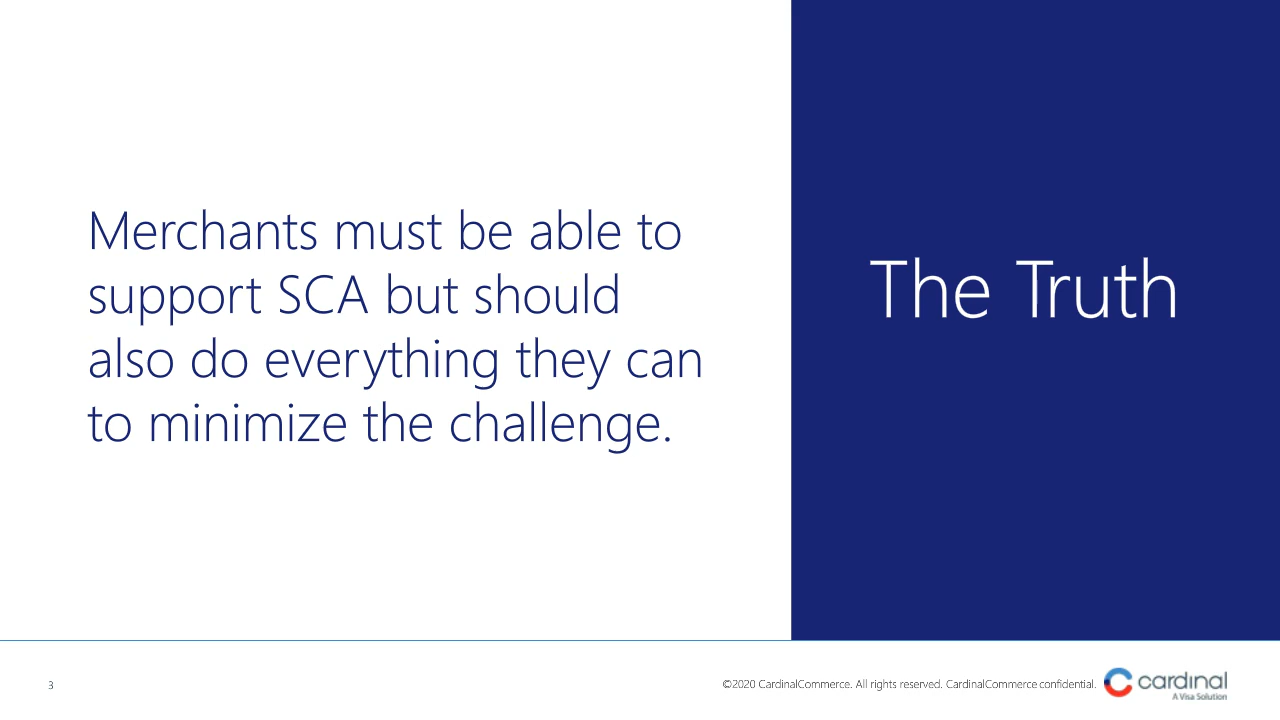 Merchants must be able to
support SCA but should
also do everything they can
to minimize the challenge.
The Truth
3
©2020 CardinalCommerce. All rights reserved. CardinalCommerce confidential.
cardinal
A Visa Solution